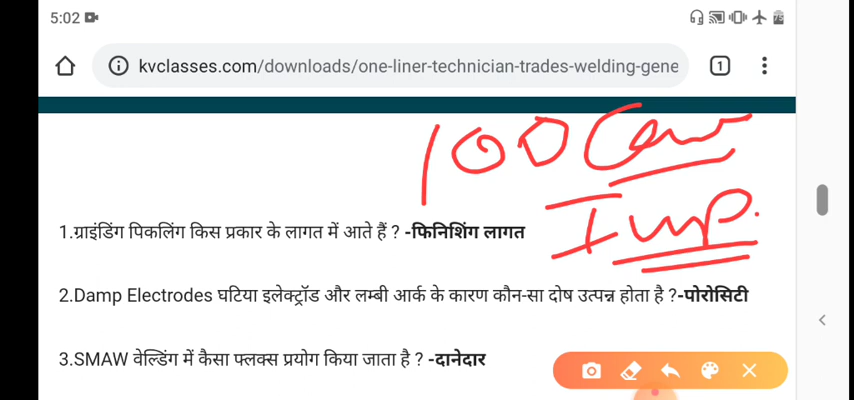 5:02
75
kvclasses.com/downloads/one-liner-technician-trades-welding-gene
1
100
Imp.
1.ग्राइंडिंग पिकलिंग किस प्रकार के लागत में आते हैं ? -फिनिशिंग लागत
2.Damp Electrodes घटिया इलेक्ट्रॉड और लम्बी आर्क के कारण कौन-सा दोष उत्पन्न होता है ?-पोरोसिटी
3.SMAW वेल्डिंग में कैसा फ्लक्स प्रयोग किया जाता है ? -दानेदार